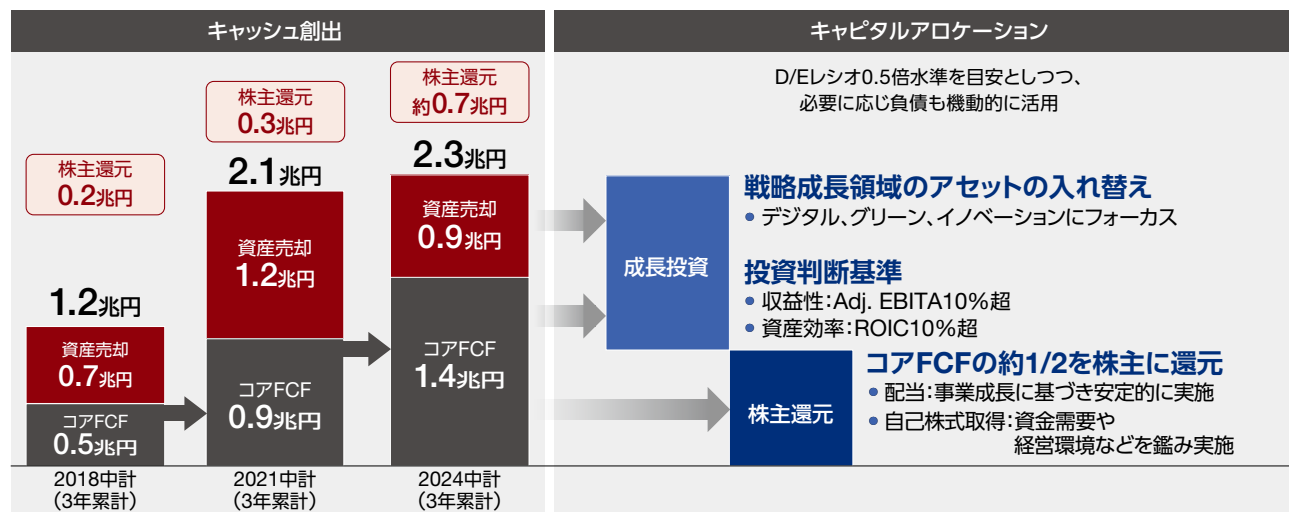 キャッシュ創出
株主還元
0.2兆円
1.2兆円
資産売却
0.7兆円
コアFCF
0.5兆円
2018中計
(3年累計)
株主還元
0.3兆円
2.1兆円
資産売却
1.2兆円
コアFCF
0.9兆円
2021中計
(3年累計)
株主還元
約0.7兆円
2.3兆円
資産売却
0.9兆円
コアFCF
1.4兆円
2024中計
(3年累計)
キャピタルアロケーション
D/Eレシオ0.5倍水準を目安としつつ、
必要に応じ負債も機動的に活用
成長投資
戦略成長領域のアセットの入れ替え
• デジタル、グリーン、イノベーションにフォーカス
投資判断基準
• 収益性：Adj. EBITA10%超
• 資産効率：ROIC10%超
株主還元
コアFCFの約1/2を株主に還元
• 配当：事業成長に基づき安定的に実施
• 自己株式取得：資金需要や
経営環境などを鑑み実施